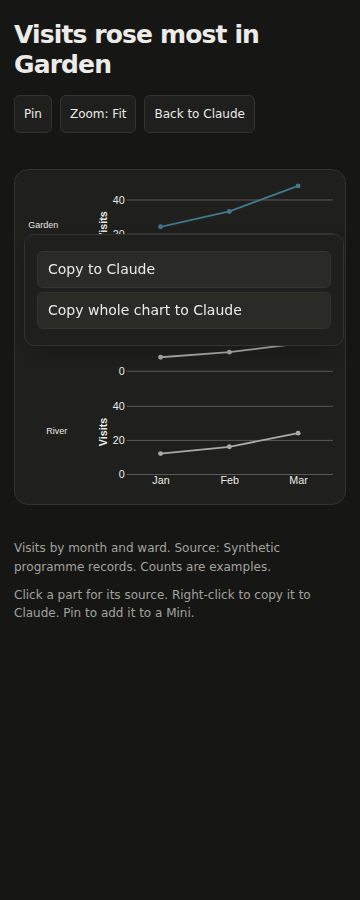 Visits rose most in
Garden
Pin
Zoom: Fit
Back to Claude
40
Garden
Visits
20
Copy to Claude
Copy whole chart to Claude
0
40
River
Visits
20
0
Jan
Feb
Mar
Visits by month and ward. Source: Synthetic
programme records. Counts are examples.
Click a part for its source. Right-click to copy it to
Claude. Pin to add it to a Mini.